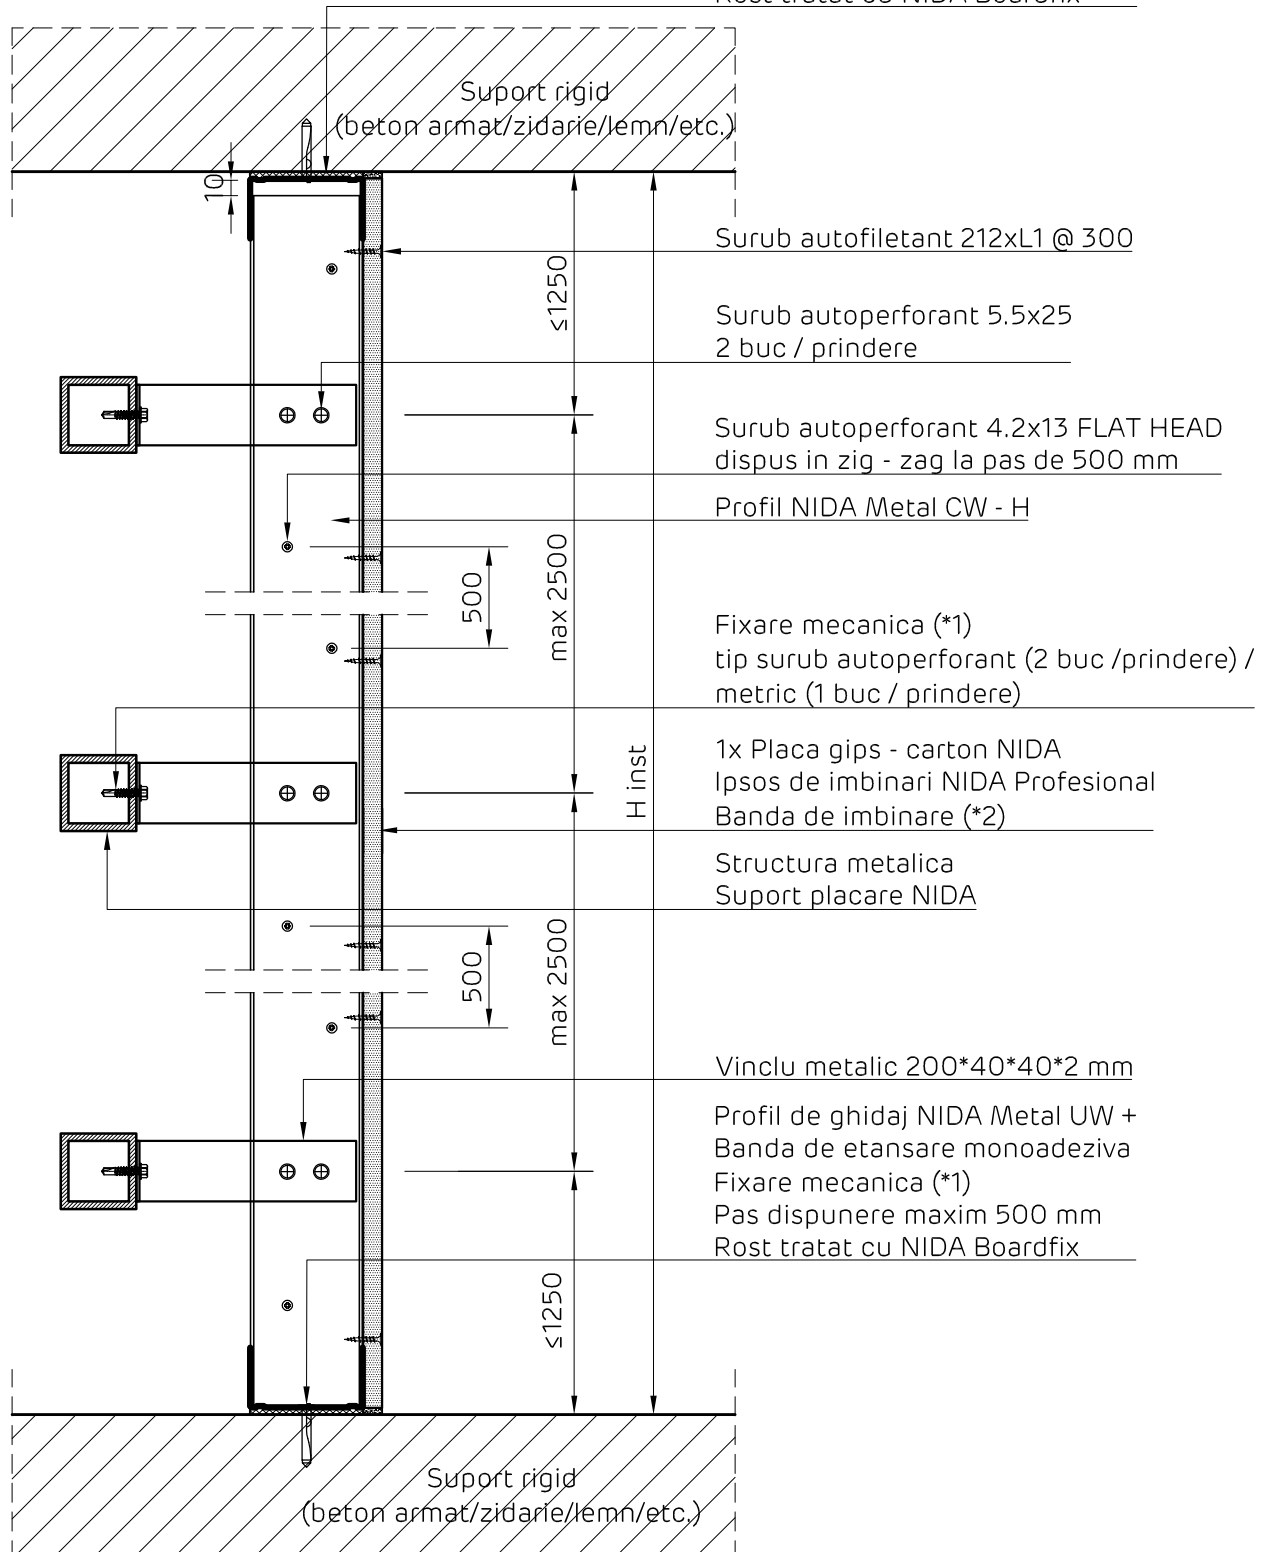 Rost tratat cu NIDA Boardfix
Suport rigid
(beton armat/zidarie/lemn/etc.)
10
Surub autofiletant 212xL1 @ 300
≤1250
Surub autoperforant 5.5x25
2 buc / prindere
Surub autoperforant 4.2x13 FLAT HEAD
dispus in zig - zag la pas de 500 mm
Profil NIDA Metal CW - H
500
max 2500
Fixare mecanica (*1)
tip surub autoperforant (2 buc /prindere) /
metric (1 buc / prindere)
H inst
1x Placa gips - carton NIDA
Ipsos de imbinari NIDA Profesional
Banda de imbinare (*2)
Structura metalica
Suport placare NIDA
500
max 2500
Vinclu metalic 200*40*40*2 mm
Profil de ghidaj NIDA Metal UW +
Banda de etansare monoadeziva
Fixare mecanica (*1)
Pas dispunere maxim 500 mm
Rost tratat cu NIDA Boardfix
≤1250
Suport rigid
(beton armat/zidarie/lemn/etc.)